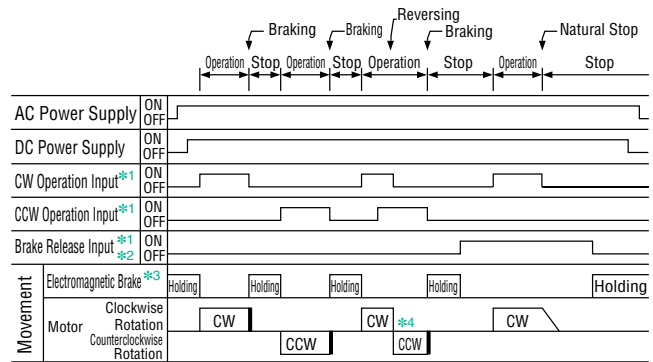 Reversing
Braking Braking Braking Natural Stop
Operation Stop Operation Stop Operation Stop Operation Stop
AC Power Supply ON
OFF
DC Power Supply ON
OFF
CW Operation Input*1 ON
OFF
CCW Operation Input*1 ON
OFF
Brake Release Input *1 ON
*2 OFF
Movement
Electromagnetic Brake *3 Holding Holding Holding Holding Holding
Motor
Clockwise
Rotation CW CW *4 CW
Counterclockwise
Rotation CCW CCW